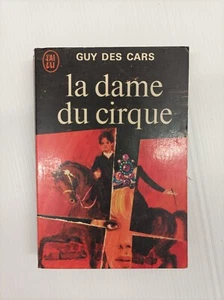 J'AI LU
GUY DES CARS
la dame
du cirque